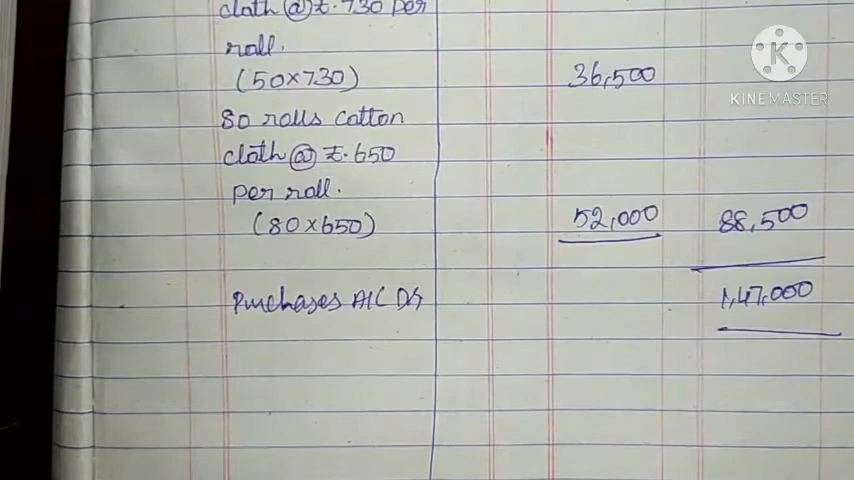 cloth @ ₹. 730 per
roll.
(50×730) 36,500
80 rolls cotton
cloth @ ₹. 650
per roll.
(80×650) 52,000 88,500
Purchases A/C Dr 1,47,000
KINEMASTER